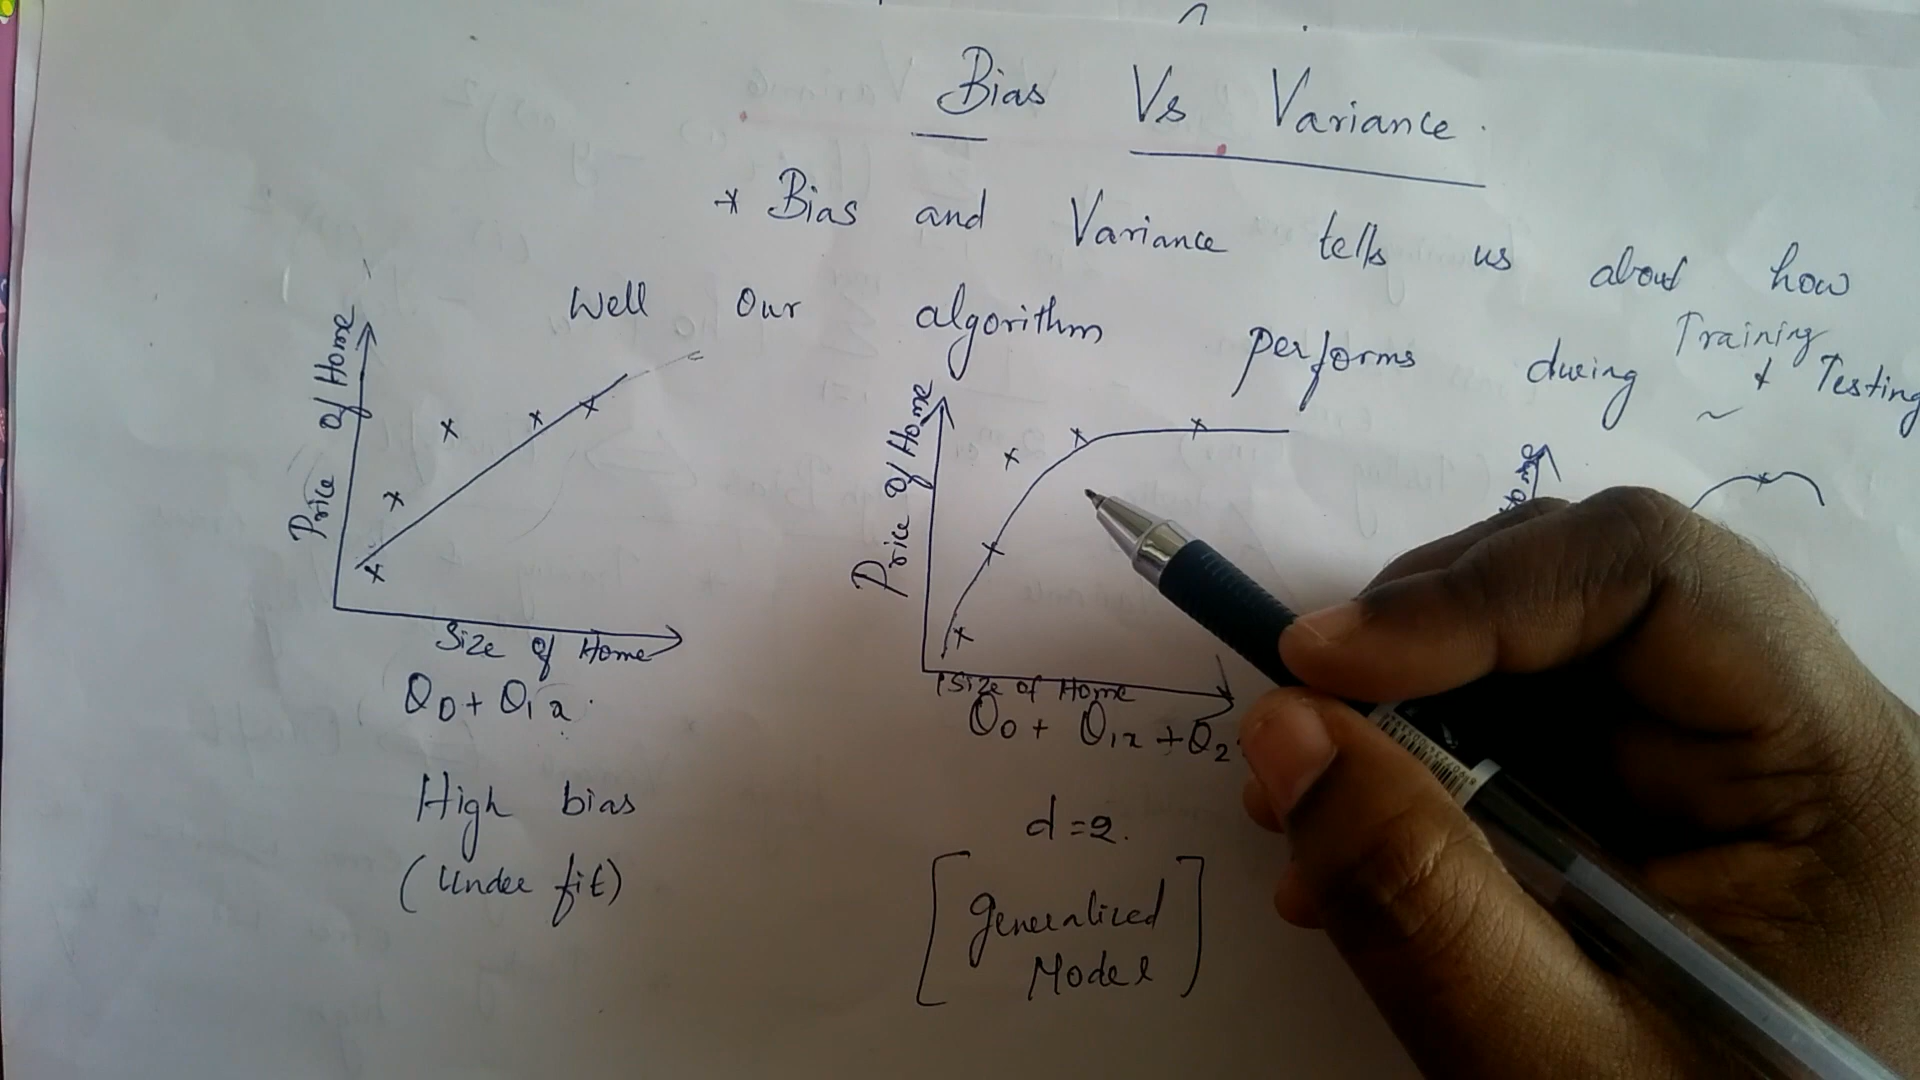 Bias Vs Variance
* Bias and Variance tells us about how
well our algorithm performs during Training & Testing
Price of Home
Size of Home
θ0 + θ1x
High bias
(Under fit)
Price of Home
Size of Home
θ0 + θ1x + θ2
d=2.
[Generalized
Model]